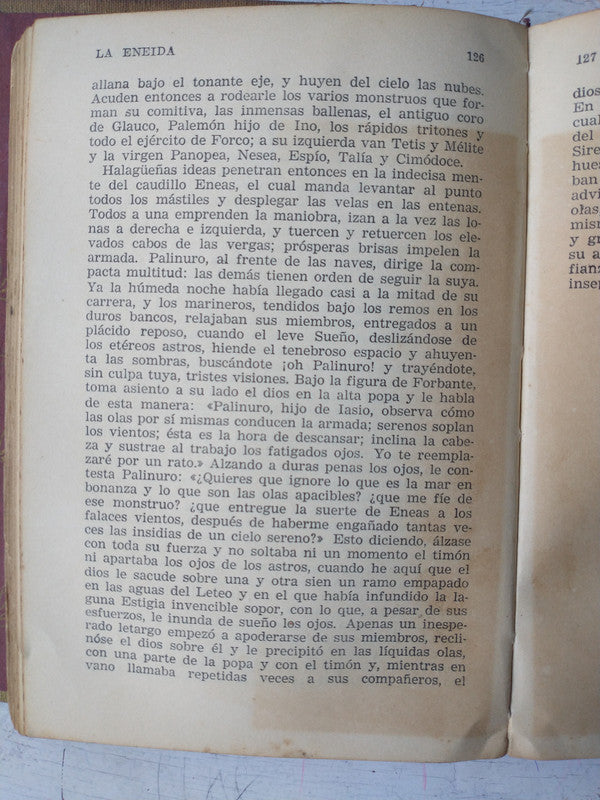 LA ENEIDA 126
allana bajo el tonante eje, y huyen del cielo las nubes.
Acuden entonces a rodearle los varios monstruos que for-
man su comitiva, las inmensas ballenas, el antiguo coro
de Glauco, Palemón hijo de Ino, los rápidos tritones y
todo el ejército de Forco; a su izquierda van Tetis y Mélite
y la virgen Panopea, Nesea, Espío, Talía y Cimódoce.
Halagüeñas ideas penetran entonces en la indecisa men-
te del caudillo Eneas, el cual manda levantar al punto
todos los mástiles y desplegar las velas en las entenas.
Todos a una emprenden la maniobra, izan a la vez las lo-
nas a derecha e izquierda, y tuercen y retuercen los ele-
vados cabos de las vergas; prósperas brisas impelen la
armada. Palinuro, al frente de las naves, dirige la com-
pacta multitud: las demás tienen orden de seguir la suya.
Ya la húmeda noche había llegado casi a la mitad de su
carrera, y los marineros, tendidos bajo los remos en los
duros bancos, relajaban sus miembros, entregados a un
plácido reposo, cuando el leve Sueño, deslizándose de
los etéreos astros, hiende el tenebroso espacio y ahuyen-
ta las sombras, buscándote ¡oh Palinuro! y trayéndote,
sin culpa tuya, tristes visiones. Bajo la figura de Forbante,
toma asiento a su lado el dios en la alta popa y le habla
de esta manera: «Palinuro, hijo de Iasio, observa cómo
las olas por sí mismas conducen la armada; serenos soplan
los vientos; ésta es la hora de descansar; inclina la cabe-
za y sustrae al trabajo los fatigados ojos. Yo te reempla-
zaré por un rato.» Alzando a duras penas los ojos, le con-
testa Palinuro: «¿Quieres que ignore lo que es la mar en
bonanza y lo que son las olas apacibles? ¿que me fíe de
ese monstruo? ¿que entregue la suerte de Eneas a los
falaces vientos, después de haberme engañado tantas ve-
ces las insidias de un cielo sereno?» Esto diciendo, álzase
con toda su fuerza y no soltaba ni un momento el timón
ni apartaba los ojos de los astros, cuando he aquí que el
dios le sacude sobre una y otra sien un ramo empapado
en las aguas del Leteo y en el que había infundido la la-
guna Estigia invencible sopor, con lo que, a pesar de sus
esfuerzos, le inunda de sueño los ojos. Apenas un inespe-
rado letargo empezó a apoderarse de sus miembros, recli-
nóse el dios sobre él y le precipitó en las líquidas olas,
con una parte de la popa y con el timón y, mientras en
vano llamaba repetidas veces a sus compañeros, el
127
dios
En
cual
del
Sire
hues
ban
advi
olas
mism
y gr
su a
fianz
inse